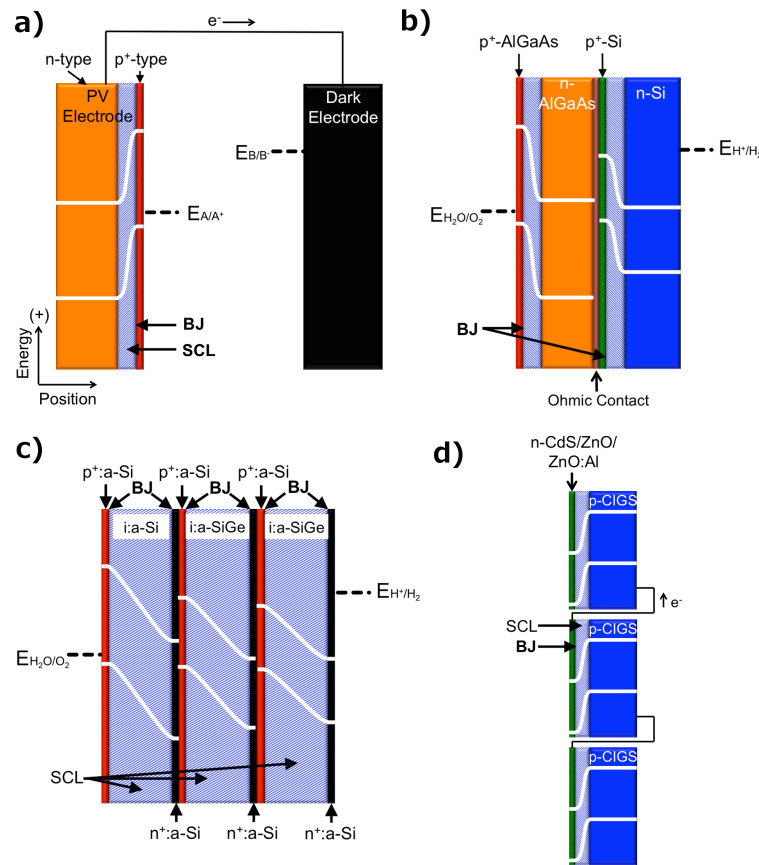 a)
e⁻
n-type
p⁺-type
PV
Electrode
Dark
Electrode
E_B/B⁻
E_A/A⁺
(+)
Energy
Position
BJ
SCL
b)
p⁺-AlGaAs
p⁺-Si
n-
AlGaAs
n-Si
E_H⁺/H₂
E_H₂O/O₂
BJ
Ohmic Contact
c)
p⁺:a-Si
p⁺:a-Si
p⁺:a-Si
BJ
BJ
BJ
i:a-Si
i:a-SiGe
i:a-SiGe
E_H⁺/H₂
E_H₂O/O₂
SCL
n⁺:a-Si
n⁺:a-Si
n⁺:a-Si
d)
n-CdS/ZnO/
ZnO:Al
p-CIGS
e⁻
SCL
p-CIGS
BJ
p-CIGS